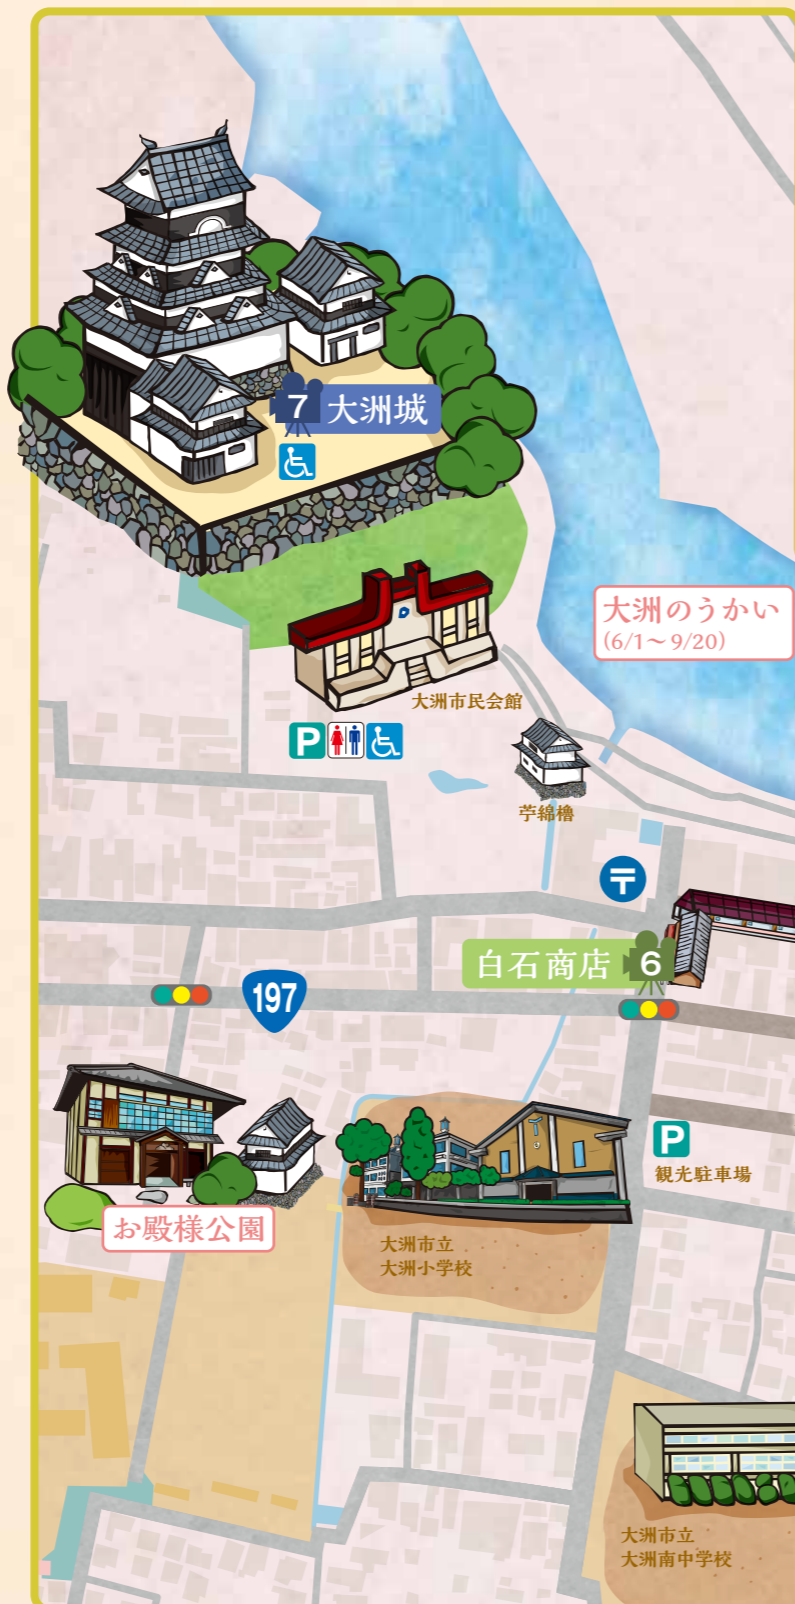 7 大洲城
大洲のうかい
(6/1〜9/20)
大洲市民会館
P
苧綿櫓
〒
白石商店 6
197
P
観光駐車場
お殿様公園
大洲市立
大洲小学校
大洲市立
大洲南中学校